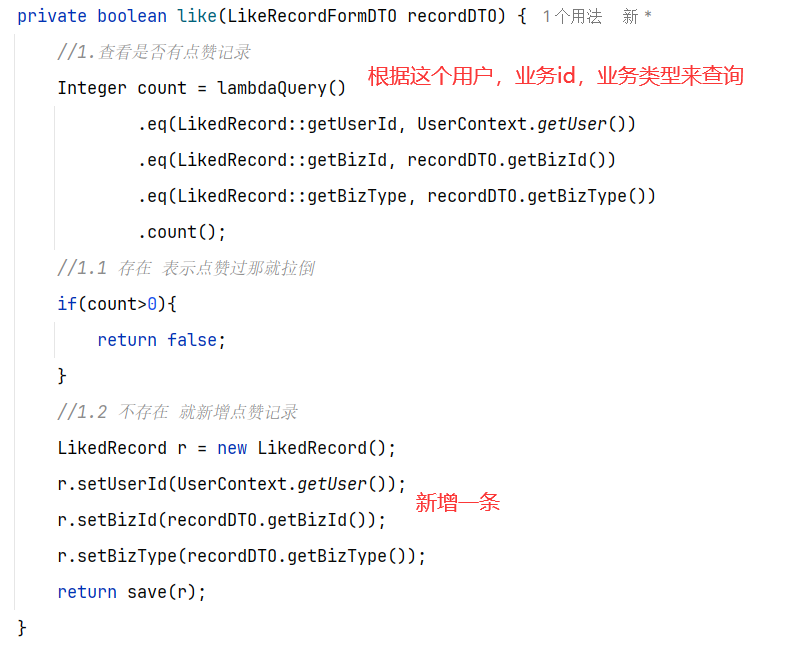 private boolean like(LikeRecordFormDTO recordDTO) { 1个用法 新 *
//1.查看是否有点赞记录
Integer count = lambdaQuery() 根据这个用户，业务id，业务类型来查询
.eq(LikedRecord::getUserId, UserContext.getUser())
.eq(LikedRecord::getBizId, recordDTO.getBizId())
.eq(LikedRecord::getBizType, recordDTO.getBizType())
.count();
//1.1 存在 表示点赞过那就拉倒
if(count>0){
return false;
}
//1.2 不存在 就新增点赞记录
LikedRecord r = new LikedRecord();
r.setUserId(UserContext.getUser());
新增一条
r.setBizId(recordDTO.getBizId());
r.setBizType(recordDTO.getBizType());
return save(r);
}